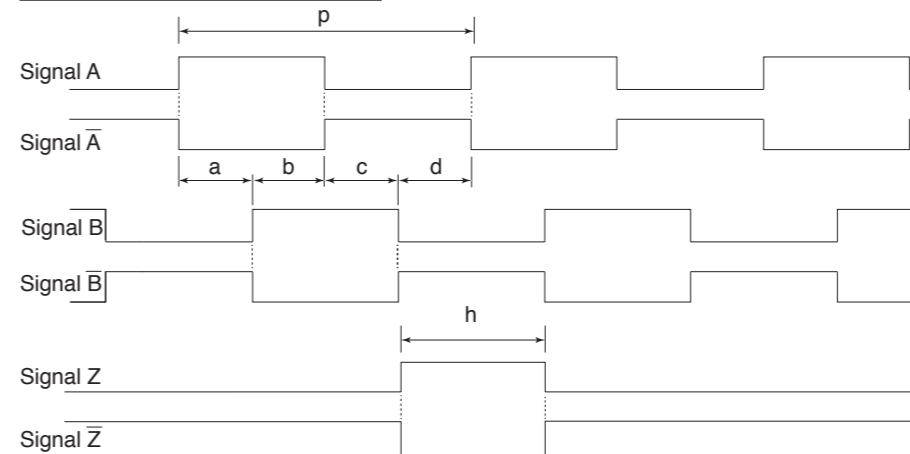 p
Signal A
Signal A̅
a b c d
Signal B
Signal B̅
h
Signal Z
Signal Z̅